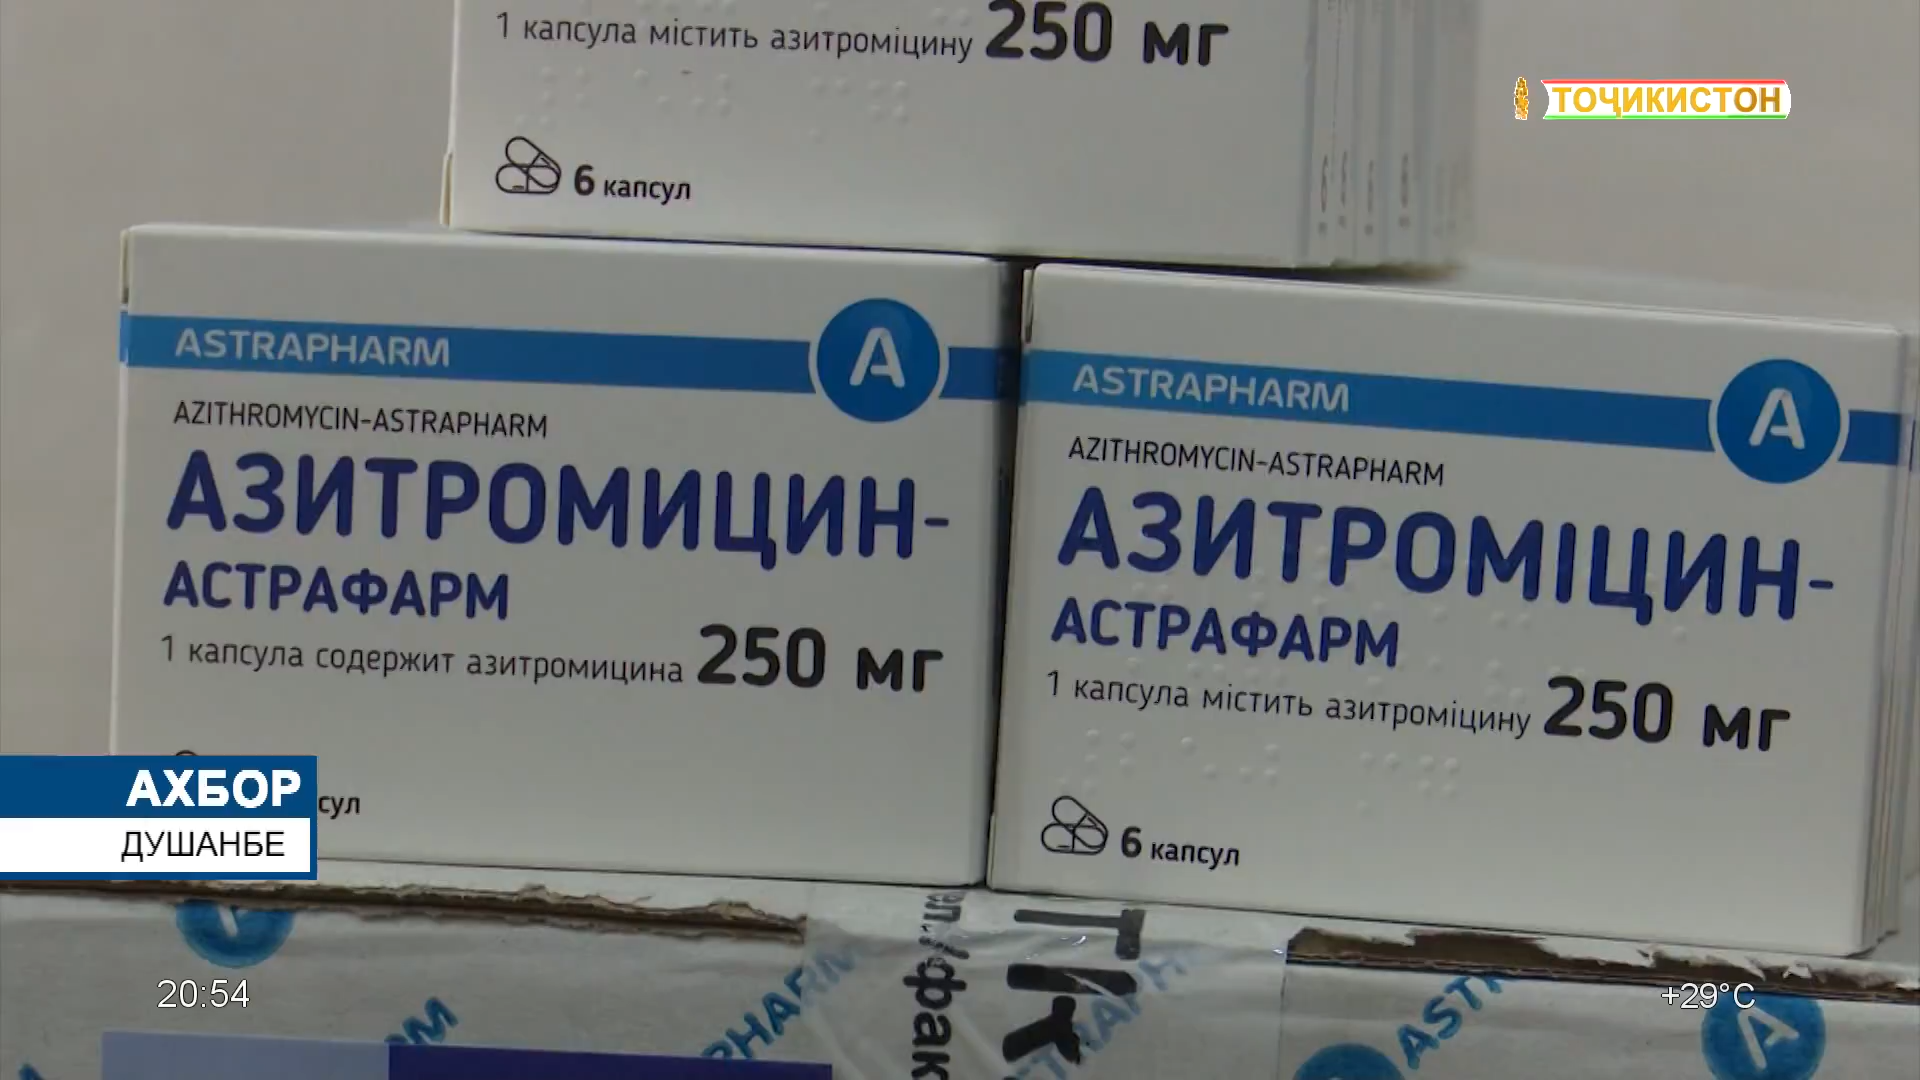 1 капсула містить азитроміцину 250 мг
6 капсул
ТОҶИКИСТОН
ASTRAPHARM
A
AZITHROMYCIN-ASTRAPHARM
АЗИТРОМИЦИН-
АСТРАФАРМ
1 капсула содержит азитромицина 250 мг
ASTRAPHARM
A
AZITHROMYCIN-ASTRAPHARM
АЗИТРОМІЦИН-
АСТРАФАРМ
1 капсула містить азитроміцину 250 мг
6 капсул
АХБОР
ДУШАНБЕ
20:54
+29°C